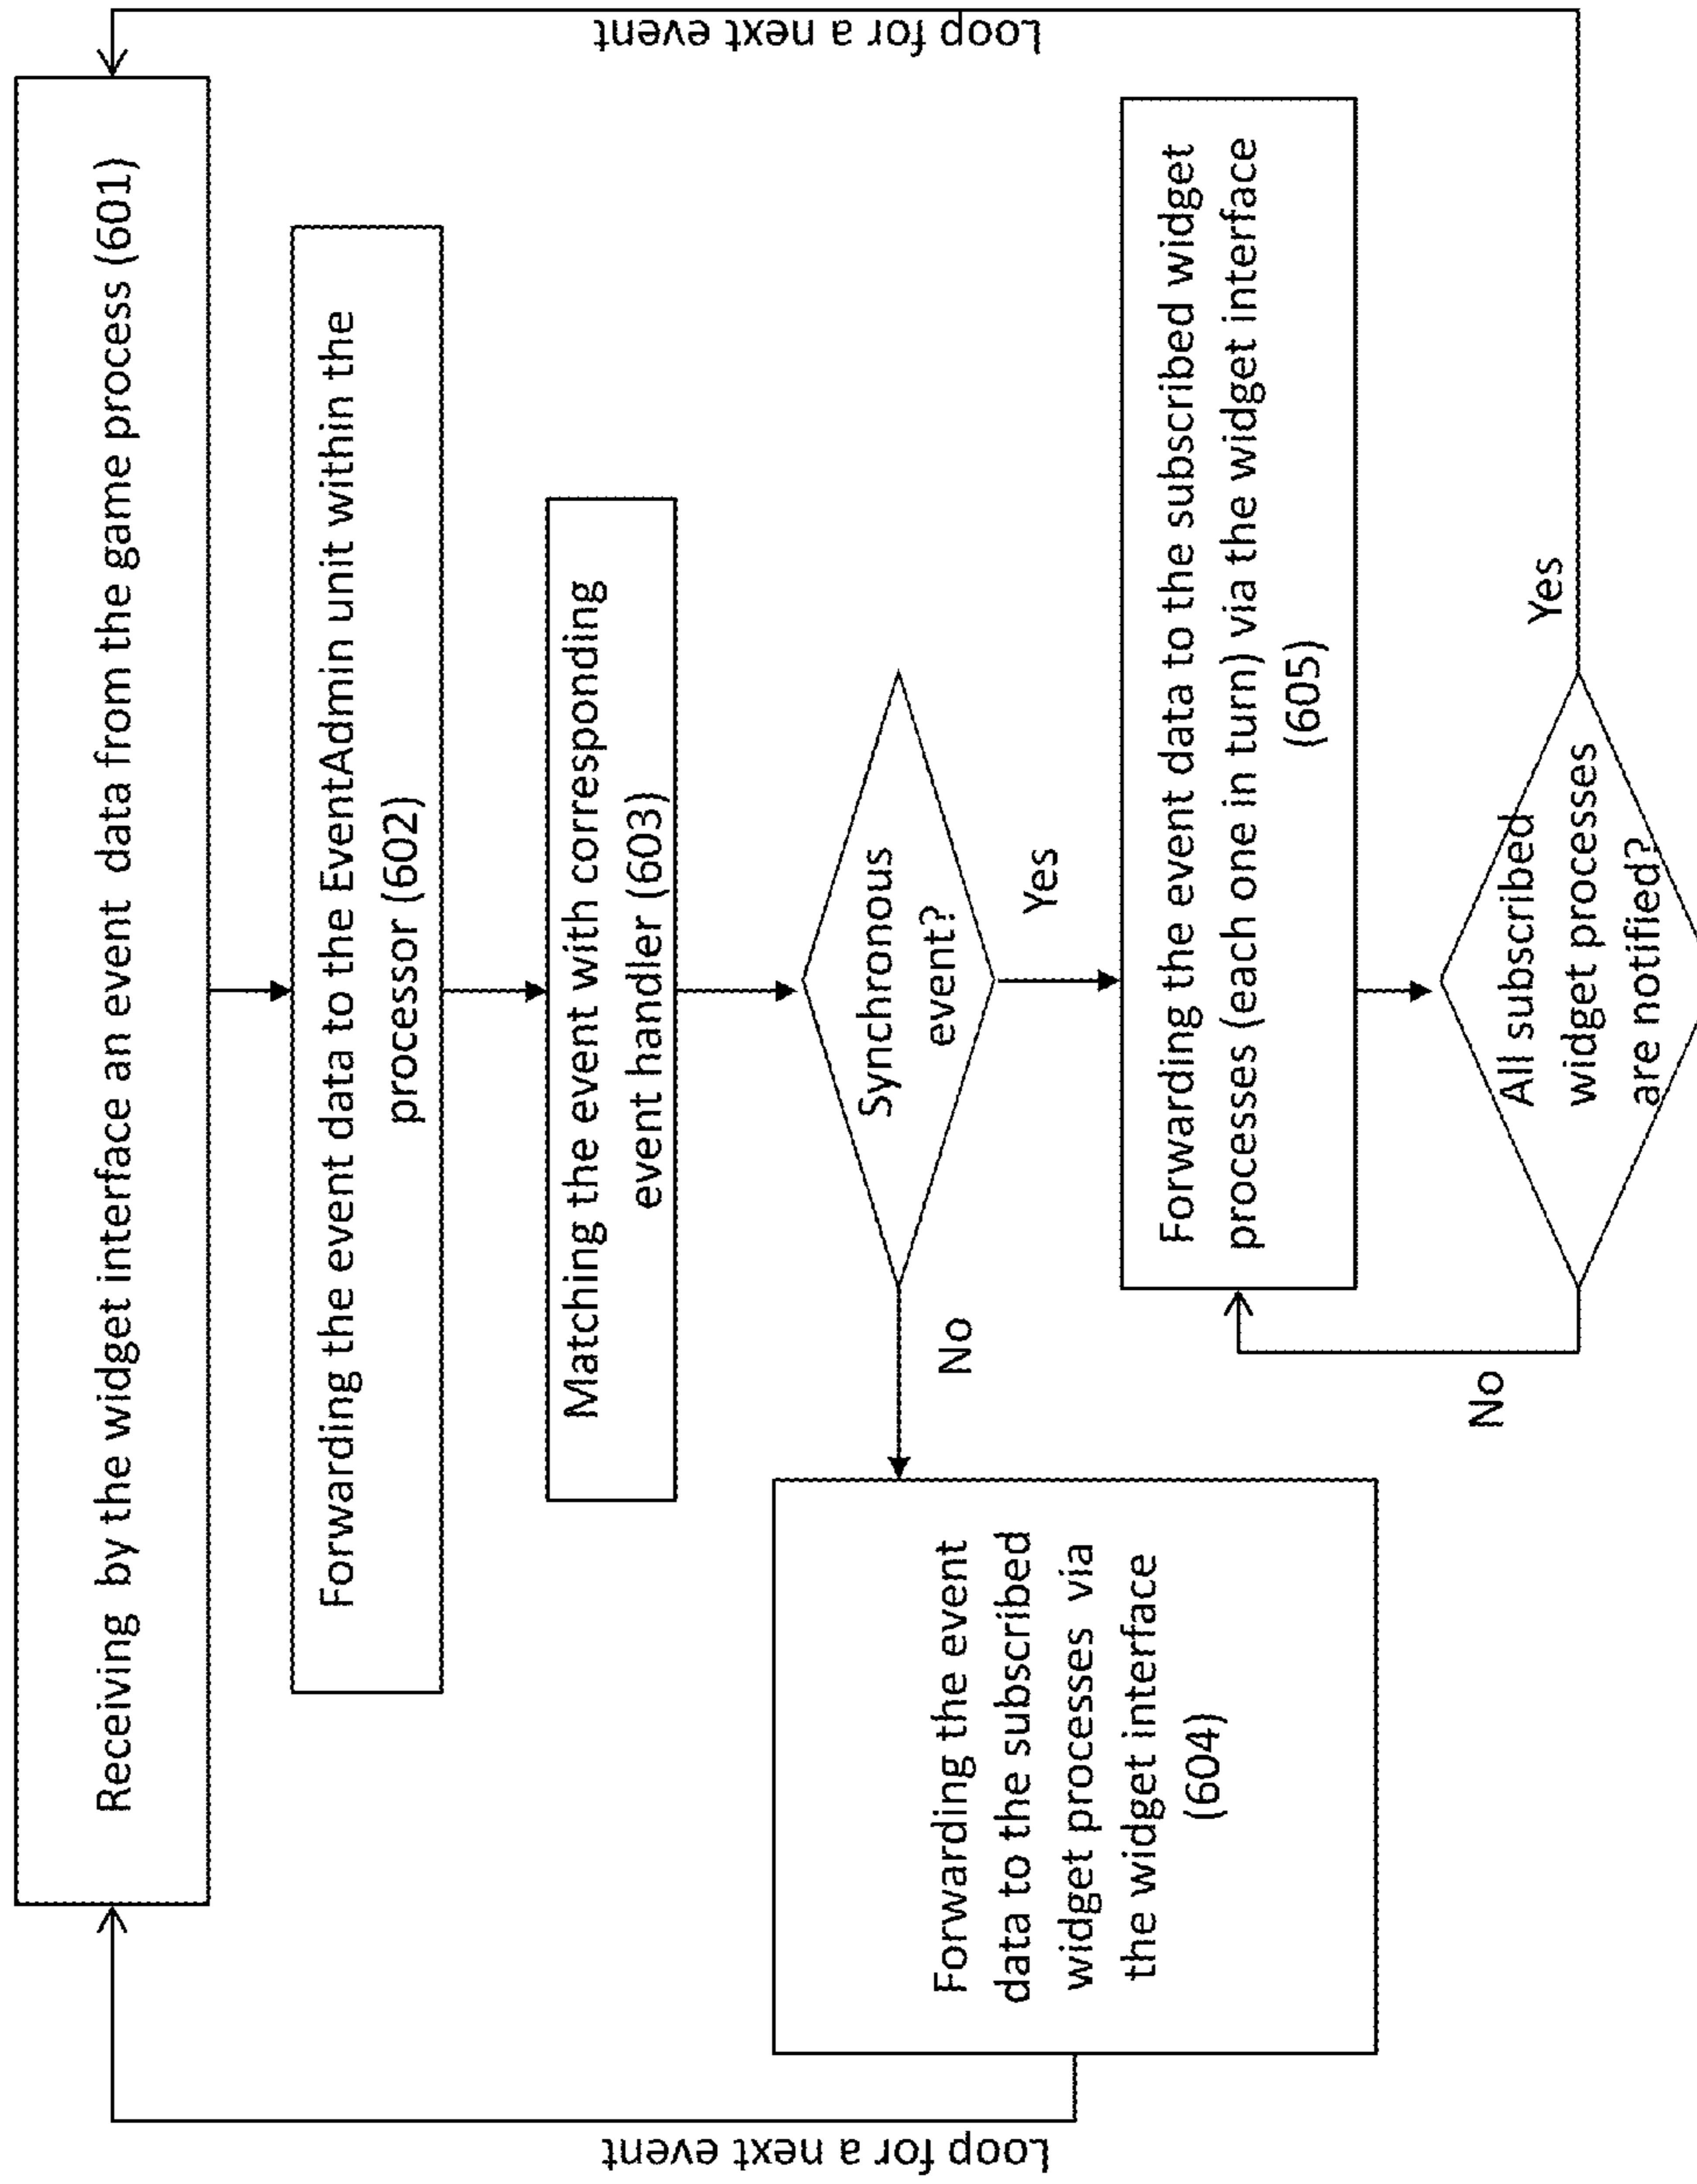 Receiving by the widget interface an event data from the game process (601)
Forwarding the event data to the EventAdmin unit within the
processor (602)
Matching the event with corresponding
event handler (603)
Synchronous
event?
No
Yes
Forwarding the event
data to the subscribed
widget processes via
the widget interface
(604)
Forwarding the event data to the subscribed widget
processes (each one in turn) via the widget interface
(605)
All subscribed
widget processes
are notified?
No
Yes
Loop for a next event
Loop for a next event